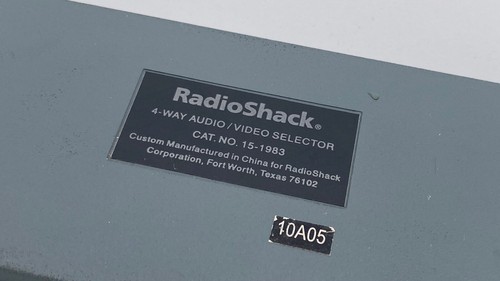 RadioShack®
4-WAY AUDIO/VIDEO SELECTOR
CAT. NO. 15-1983
Custom Manufactured in China for RadioShack
Corporation, Fort Worth, Texas 76102
10A05